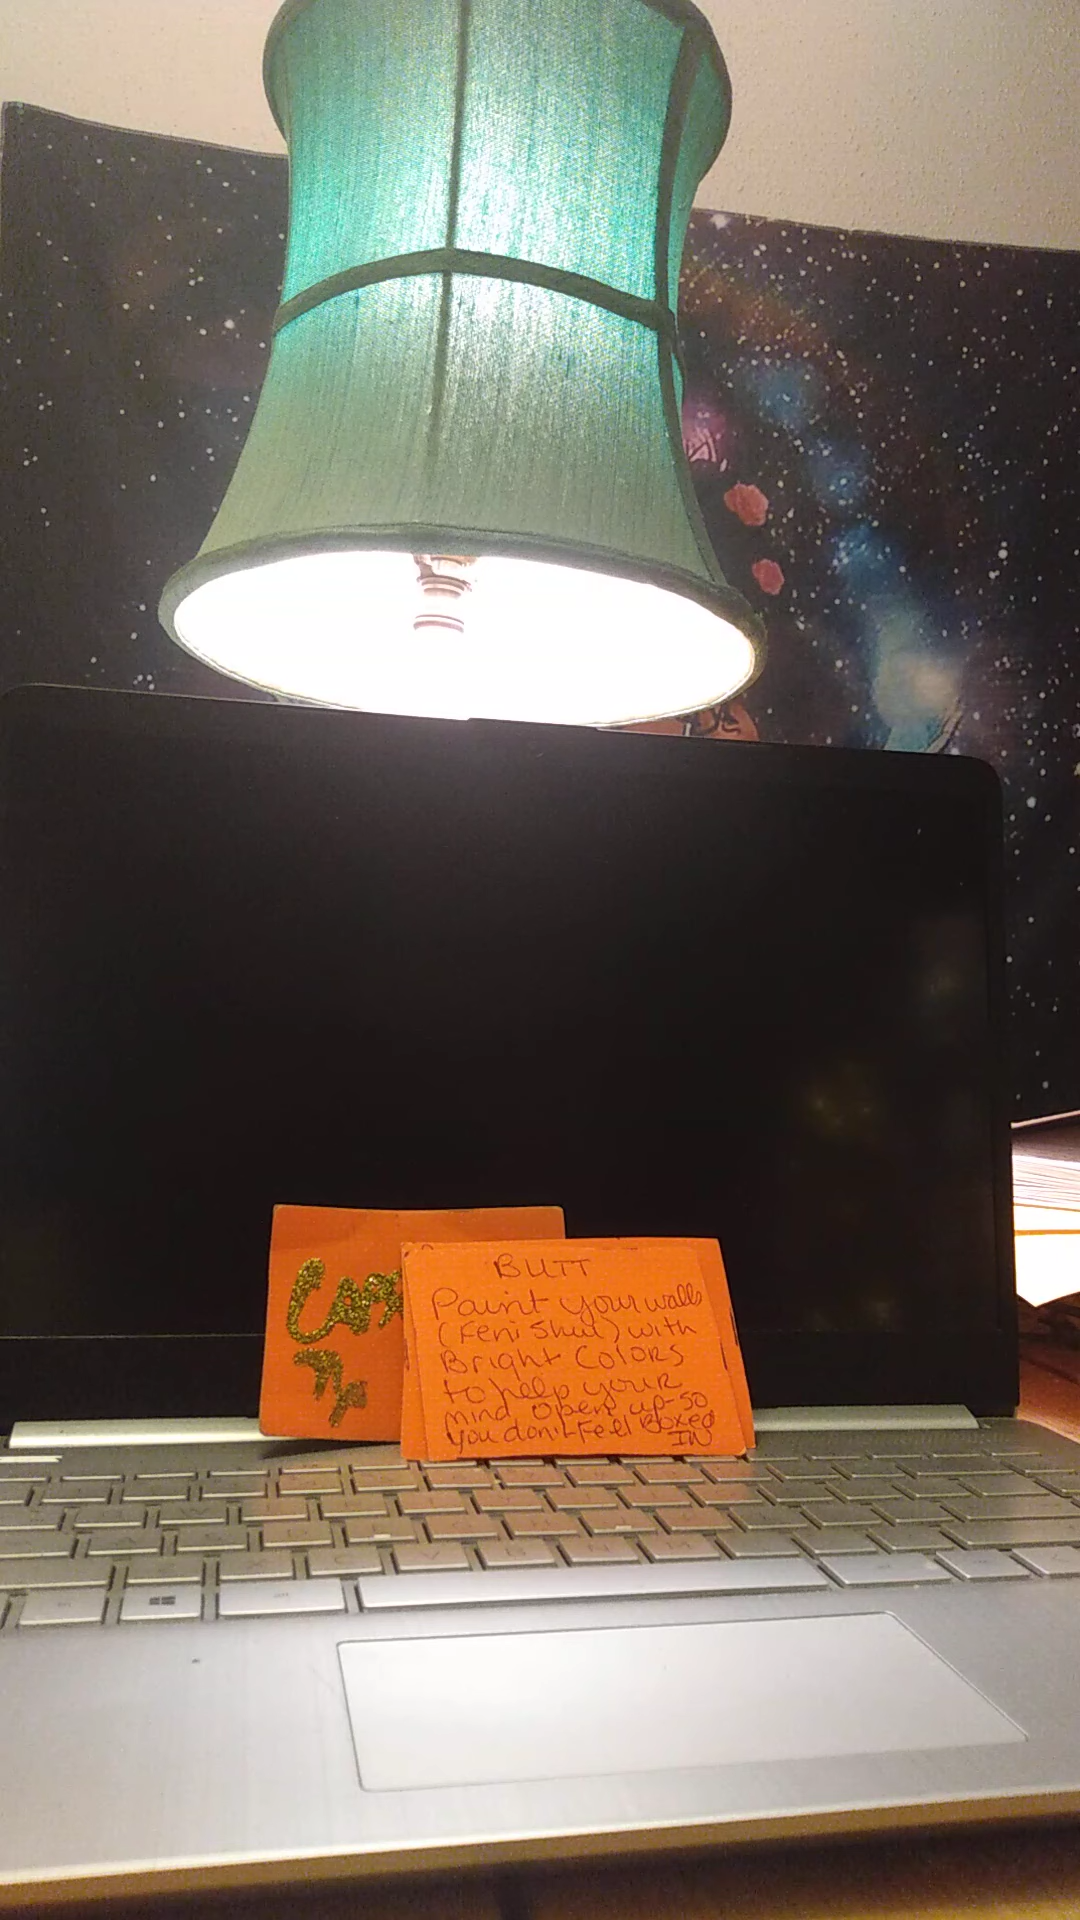 BUTT
Paint your walls
(Feni Shui) with
Bright Colors
to help your
mind open up-so
you don't Feel Boxed
IN